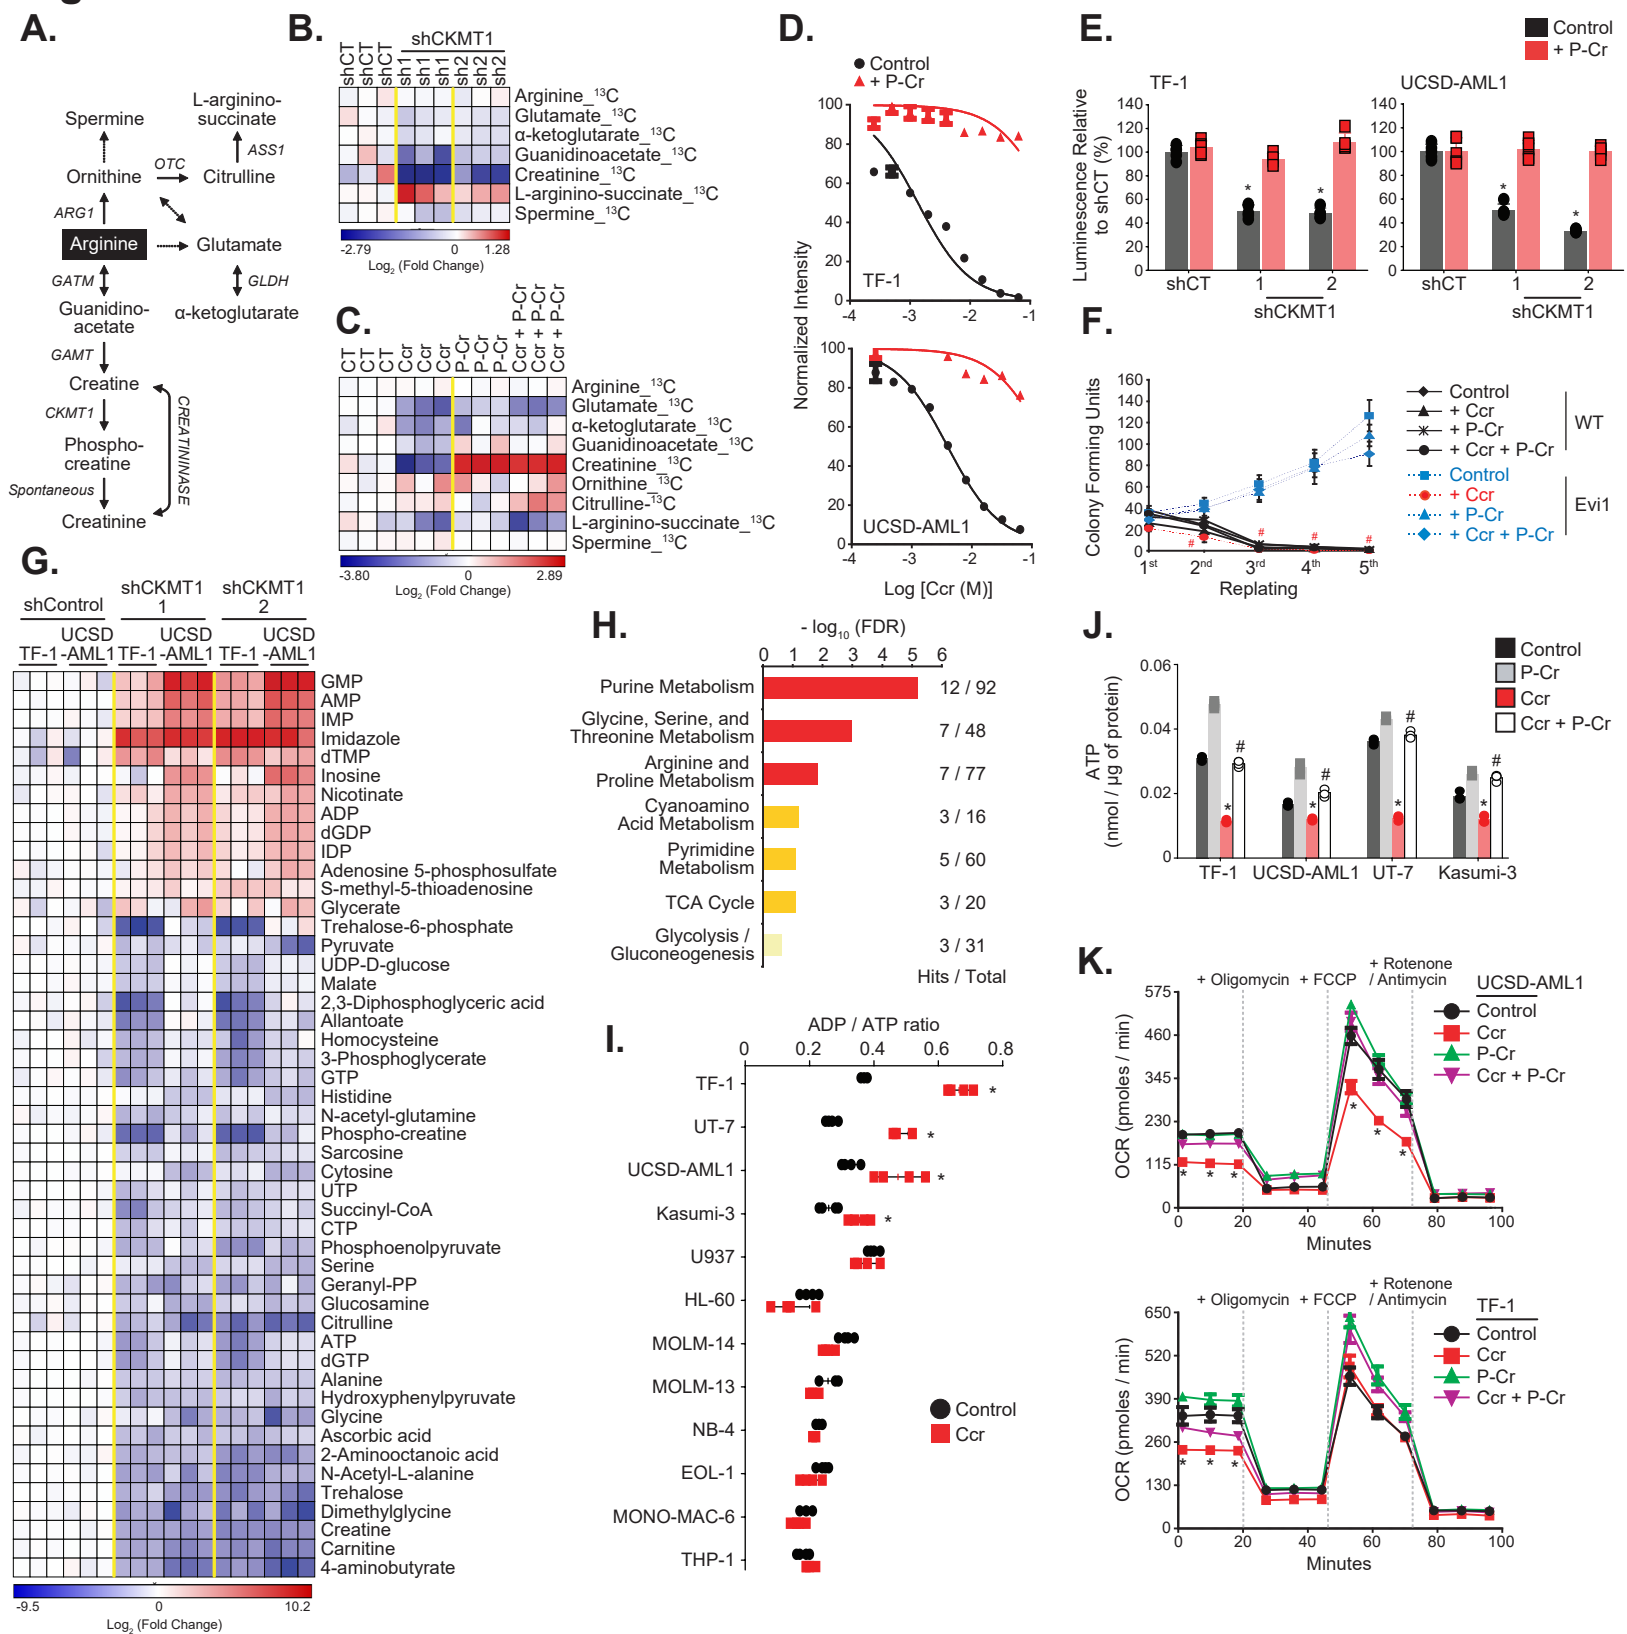 A.
Spermine
L-arginino-
succinate
OTC
ASS1
Ornithine
Citrulline
ARG1
Arginine
Glutamate
GATM
GLDH
Guanidino-
acetate
α-ketoglutarate
GAMT
Creatine
CKMT1
CREATININASE
Phospho-
creatine
Spontaneous
Creatinine
B.
shCKMT1
shCT shCT shCT sh1 sh1 sh1 sh2 sh2 sh2
Arginine_¹³C
Glutamate_¹³C
α-ketoglutarate_¹³C
Guanidinoacetate_¹³C
Creatinine_¹³C
L-arginino-succinate_¹³C
Spermine_¹³C
-2.79 0 1.28
Log₂ (Fold Change)
C.
CT CT CT Ccr Ccr Ccr P-Cr P-Cr P-Cr Ccr + P-Cr Ccr + P-Cr Ccr + P-Cr
Arginine_¹³C
Glutamate_¹³C
α-ketoglutarate_¹³C
Guanidinoacetate_¹³C
Creatinine_¹³C
Ornithine_¹³C
Citrulline-¹³C
L-arginino-succinate_¹³C
Spermine_¹³C
-3.80 0 2.89
Log₂ (Fold Change)
D.
Control
+ P-Cr
Normalized Intensity
100
80
60
40
20
0
TF-1
-4 -3 -2 -1
100
80
60
40
20
0
UCSD-AML1
-4 -3 -2 -1
Log [Ccr (M)]
E.
Control
+ P-Cr
Luminescence Relative
to shCT (%)
TF-1
140
120
100
80
60
40
20
0
* *
shCT 1 2
shCKMT1
UCSD-AML1
140
120
100
80
60
40
20
0
* *
shCT 1 2
shCKMT1
F.
Colony Forming Units
160
140
120
100
80
60
40
20
0
# # # #
1st 2nd 3rd 4th 5th
Replating
Control
+ Ccr
+ P-Cr
+ Ccr + P-Cr
WT
Control
+ Ccr
+ P-Cr
+ Ccr + P-Cr
Evi1
G.
shControl shCKMT1 1 shCKMT1 2
TF-1 UCSD-AML1 TF-1 UCSD-AML1 TF-1 UCSD-AML1
GMP
AMP
IMP
Imidazole
dTMP
Inosine
Nicotinate
ADP
dGDP
IDP
Adenosine 5-phosphosulfate
S-methyl-5-thioadenosine
Glycerate
Trehalose-6-phosphate
Pyruvate
UDP-D-glucose
Malate
2,3-Diphosphoglyceric acid
Allantoate
Homocysteine
3-Phosphoglycerate
GTP
Histidine
N-acetyl-glutamine
Phospho-creatine
Sarcosine
Cytosine
UTP
Succinyl-CoA
CTP
Phosphoenolpyruvate
Serine
Geranyl-PP
Glucosamine
Citrulline
ATP
dGTP
Alanine
Hydroxyphenylpyruvate
Glycine
Ascorbic acid
2-Aminooctanoic acid
N-Acetyl-L-alanine
Trehalose
Dimethylglycine
Creatine
Carnitine
4-aminobutyrate
-9.5 0 10.2
Log₂ (Fold Change)
H.
- log₁₀ (FDR)
0 1 2 3 4 5 6
Purine Metabolism 12 / 92
Glycine, Serine, and
Threonine Metabolism 7 / 48
Arginine and
Proline Metabolism 7 / 77
Cyanoamino
Acid Metabolism 3 / 16
Pyrimidine
Metabolism 5 / 60
TCA Cycle 3 / 20
Glycolysis /
Gluconeogenesis 3 / 31
Hits / Total
I.
ADP / ATP ratio
0 0.2 0.4 0.6 0.8
TF-1 *
UT-7 *
UCSD-AML1 *
Kasumi-3 *
U937
HL-60
MOLM-14
MOLM-13
NB-4
EOL-1
MONO-MAC-6
THP-1
Control
Ccr
J.
ATP
(nmol / µg of protein)
0.06
0.04
0.02
0
* # * # * # * #
TF-1 UCSD-AML1 UT-7 Kasumi-3
Control
P-Cr
Ccr
Ccr + P-Cr
K.
+ Oligomycin + FCCP + Rotenone
/ Antimycin
OCR (pmoles / min)
575
460
345
230
115
0
* * * * * *
0 20 40 60 80 100
Minutes
UCSD-AML1
Control
Ccr
P-Cr
Ccr + P-Cr
+ Oligomycin + FCCP + Rotenone
/ Antimycin
OCR (pmoles / min)
650
520
390
260
130
0
* * *
0 20 40 60 80 100
Minutes
TF-1
Control
Ccr
P-Cr
Ccr + P-Cr